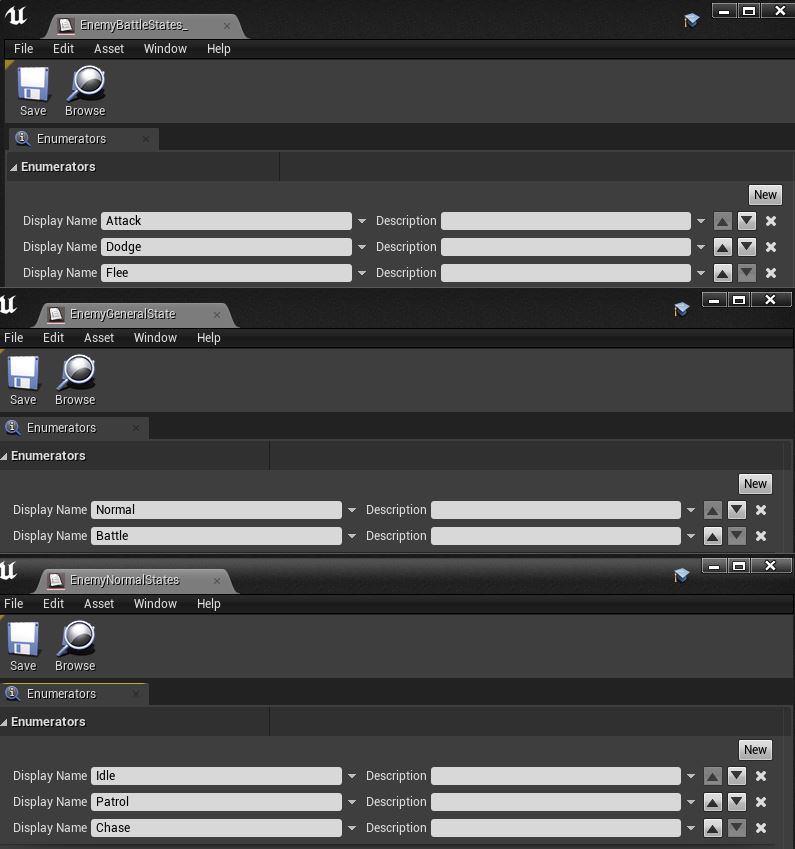 EnemyBattleStates_
File Edit Asset Window Help
Save Browse
Enumerators
Enumerators
New
Display Name Attack Description
Display Name Dodge Description
Display Name Flee Description
EnemyGeneralState
File Edit Asset Window Help
Save Browse
Enumerators
Enumerators
New
Display Name Normal Description
Display Name Battle Description
EnemyNormalStates
File Edit Asset Window Help
Save Browse
Enumerators
Enumerators
New
Display Name Idle Description
Display Name Patrol Description
Display Name Chase Description